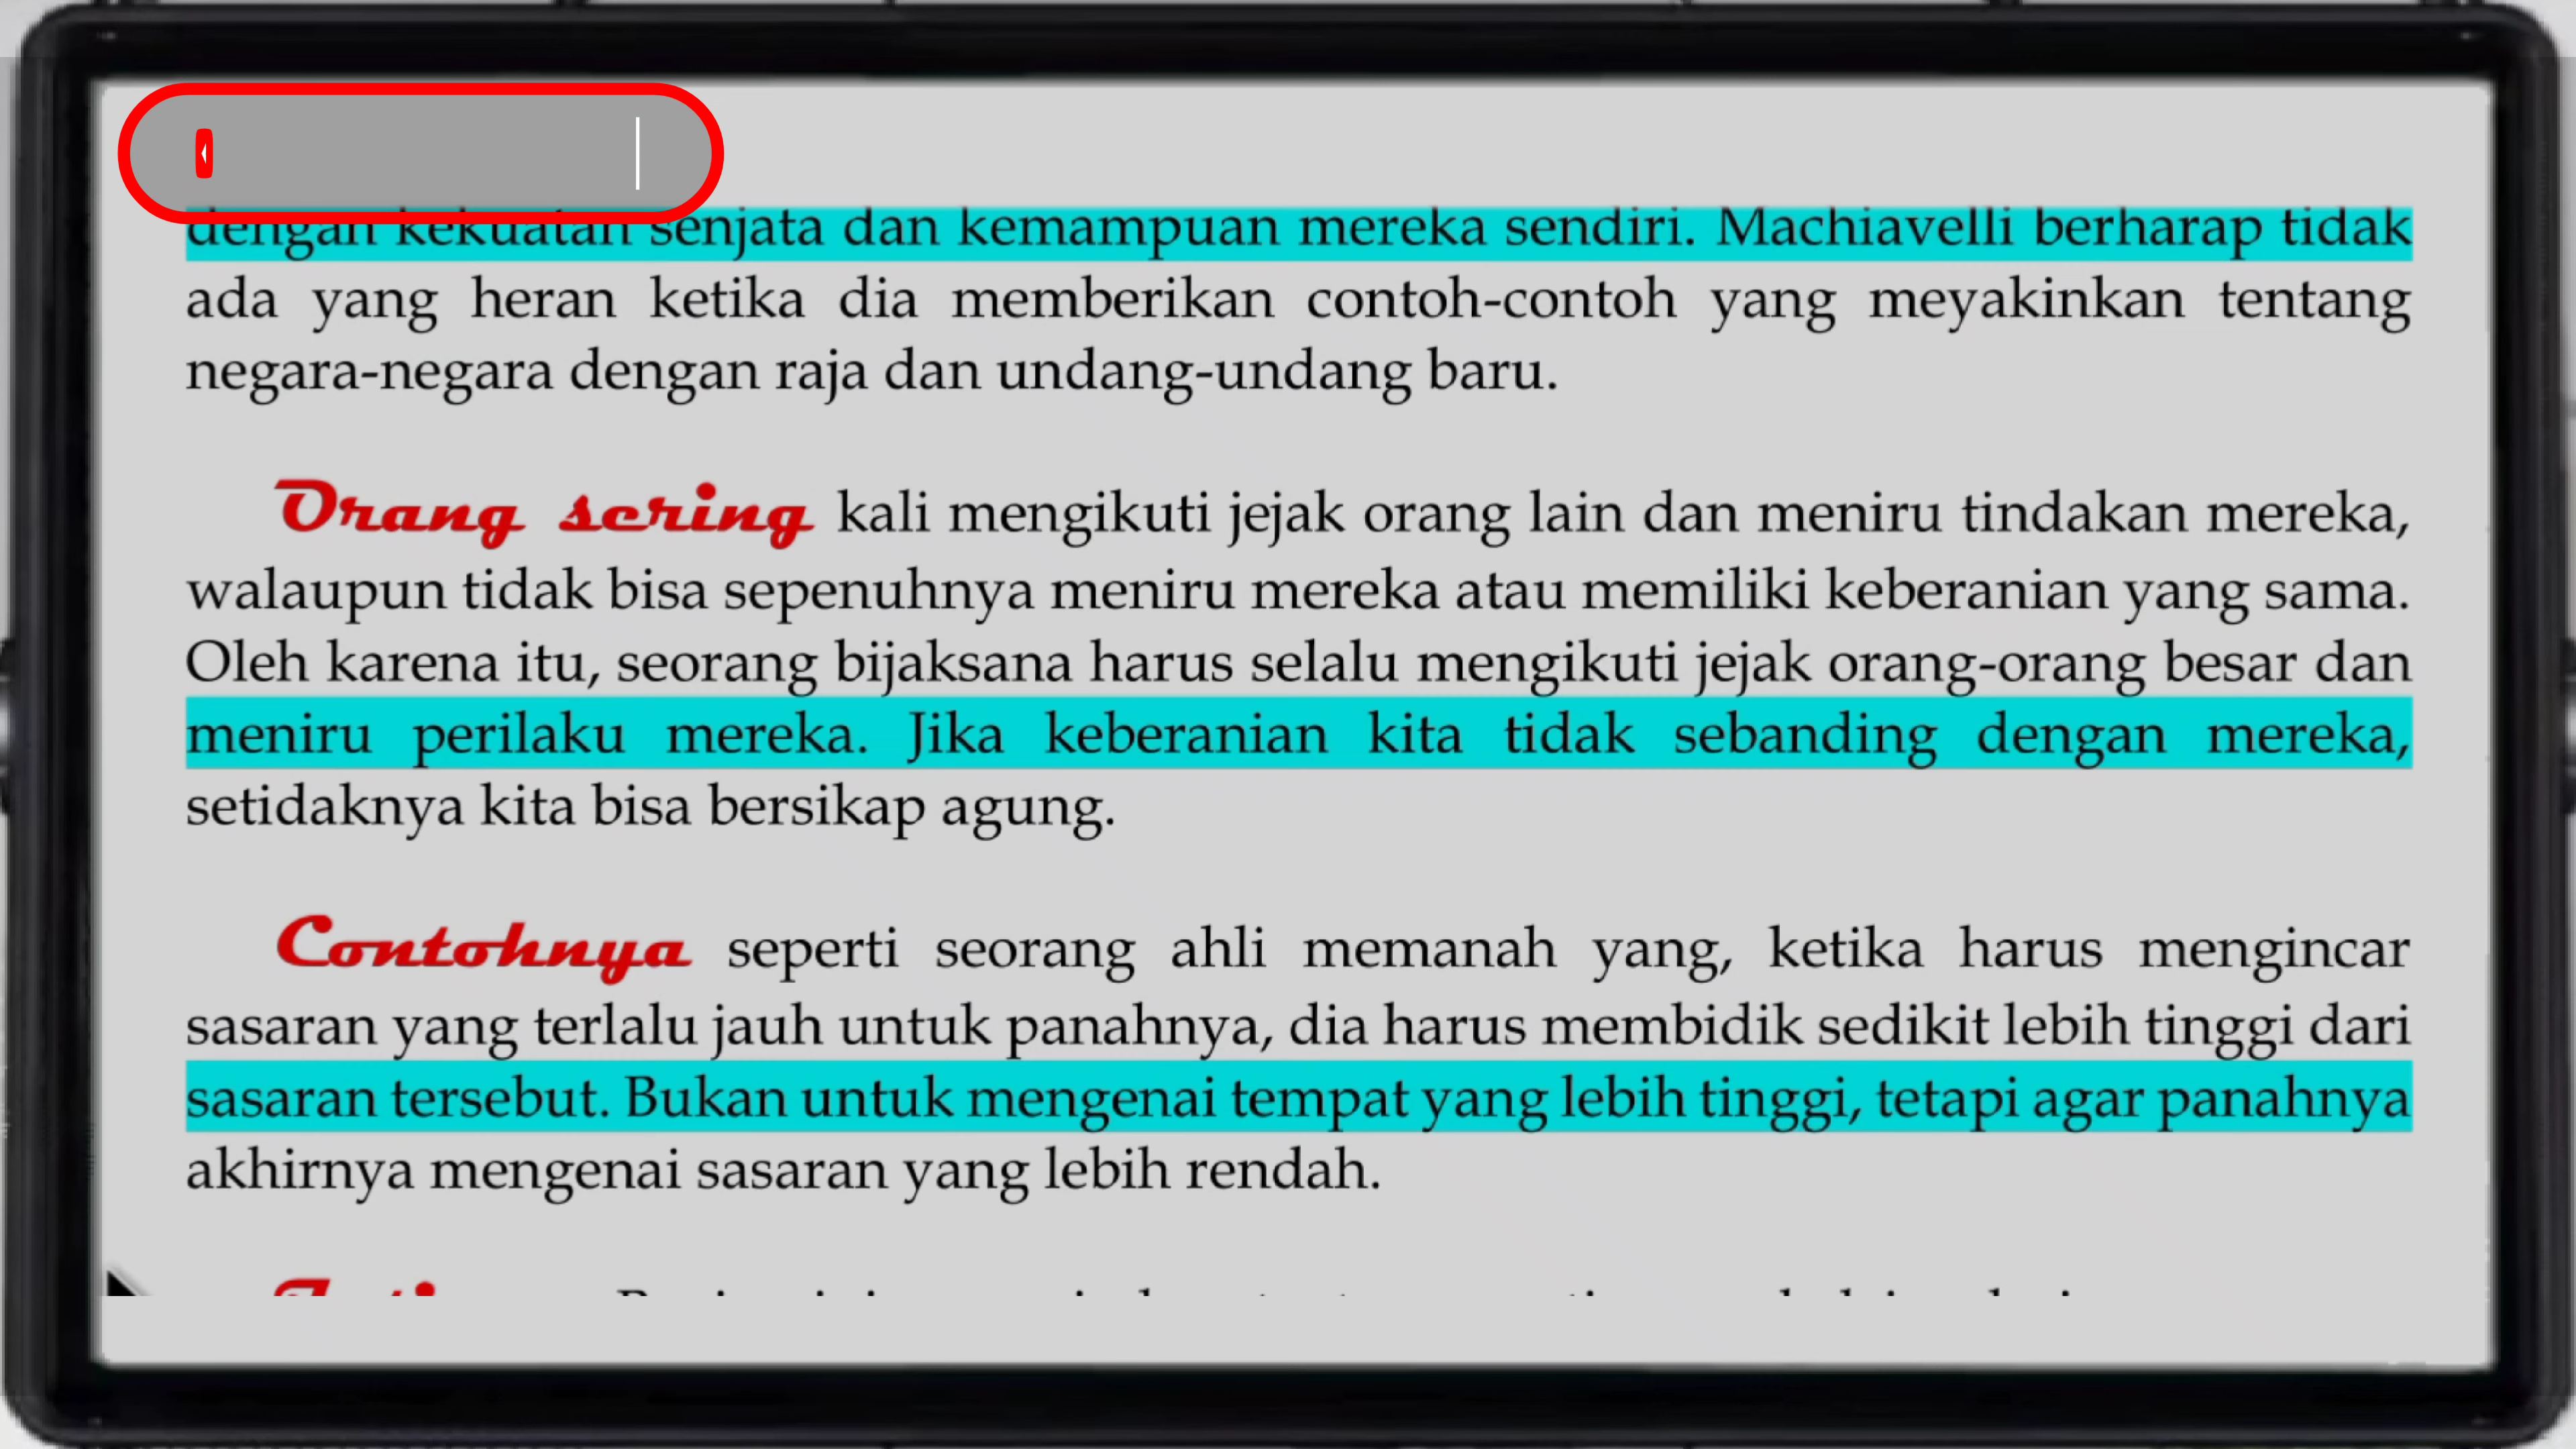 dengan kekuatan senjata dan kemampuan mereka sendiri. Machiavelli berharap tidak
ada yang heran ketika dia memberikan contoh-contoh yang meyakinkan tentang
negara-negara dengan raja dan undang-undang baru.
Orang sering kali mengikuti jejak orang lain dan meniru tindakan mereka,
walaupun tidak bisa sepenuhnya meniru mereka atau memiliki keberanian yang sama.
Oleh karena itu, seorang bijaksana harus selalu mengikuti jejak orang-orang besar dan
meniru perilaku mereka. Jika keberanian kita tidak sebanding dengan mereka,
setidaknya kita bisa bersikap agung.
Contohnya seperti seorang ahli memanah yang, ketika harus mengincar
sasaran yang terlalu jauh untuk panahnya, dia harus membidik sedikit lebih tinggi dari
sasaran tersebut. Bukan untuk mengenai tempat yang lebih tinggi, tetapi agar panahnya
akhirnya mengenai sasaran yang lebih rendah.